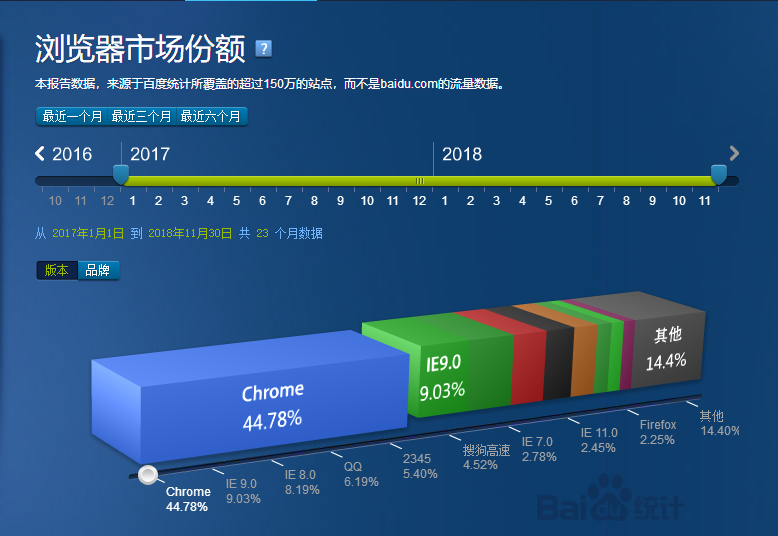 浏览器市场份额 ?
本报告数据，来源于百度统计所覆盖的超过150万的站点，而不是baidu.com的流量数据。
最近一个月 最近三个月 最近六个月
2016 2017 2018
10 11 12 1 2 3 4 5 6 7 8 9 10 11 12 1 2 3 4 5 6 7 8 9 10 11
从 2017年1月1日 到 2018年11月30日 共 23 个月数据
版本 品牌
Chrome
44.78%
IE9.0
9.03%
其他
14.4%
Chrome
44.78%
IE 9.0
9.03%
IE 8.0
8.19%
QQ
6.19%
2345
5.40%
搜狗高速
4.52%
IE 7.0
2.78%
IE 11.0
2.45%
Firefox
2.25%
其他
14.40%
Baidu统计